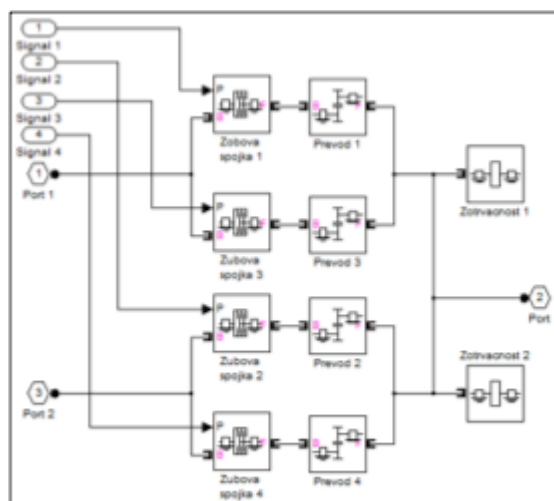 1
Signal 1
2
Signal 2
3
Signal 3
4
Signal 4
1
Port 1
3
Port 2
P
B
F
Zobova
spojka 1
B
F
Prevod 1
P
B
F
Zubova
spojka 3
B
F
Prevod 3
P
B
F
Zubova
spojka 2
B
F
Prevod 2
P
B
F
Zubova
spojka 4
B
F
Prevod 4
Zotrvacnost 1
2
Port
Zotrvacnost 2